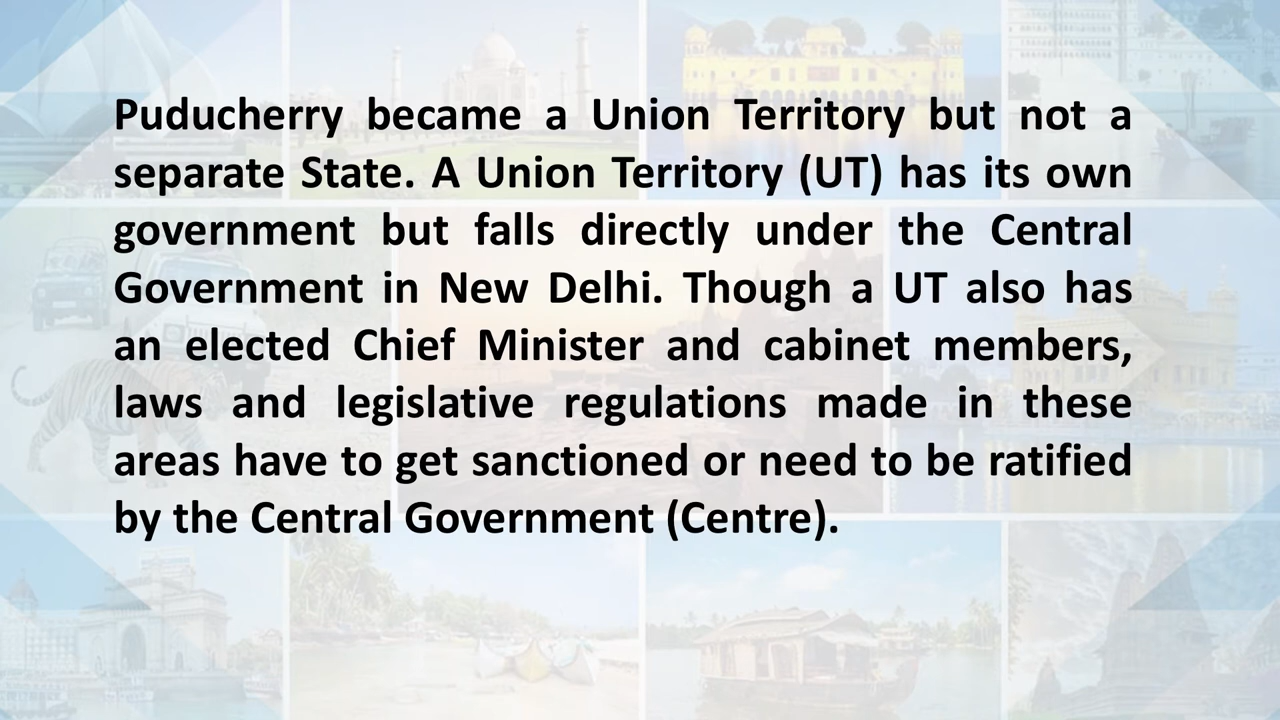 Puducherry became a Union Territory but not a
separate State. A Union Territory (UT) has its own
government but falls directly under the Central
Government in New Delhi. Though a UT also has
an elected Chief Minister and cabinet members,
laws and legislative regulations made in these
areas have to get sanctioned or need to be ratified
by the Central Government (Centre).